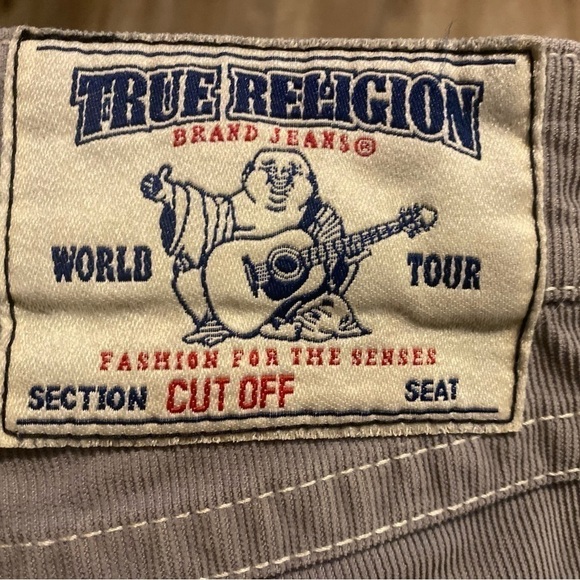 TRUE RELIGION
BRAND JEANS®
WORLD TOUR
FASHION FOR THE SENSES
SECTION CUT OFF SEAT